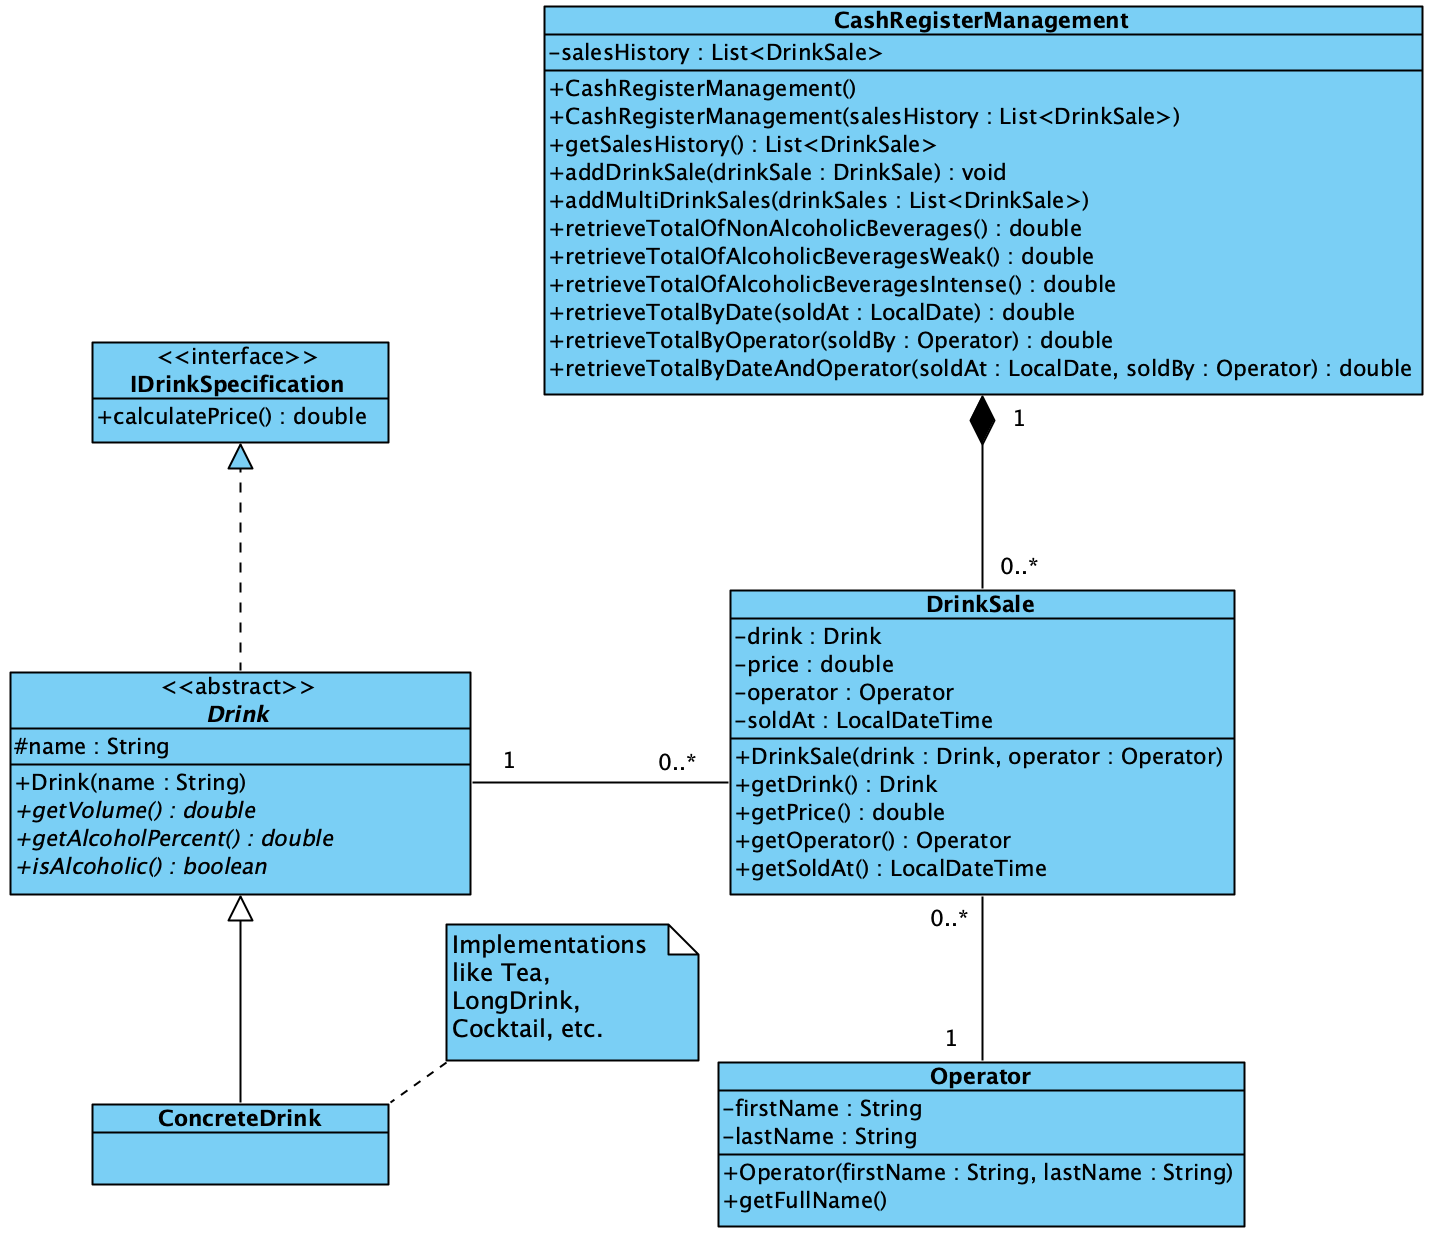 CashRegisterManagement
-salesHistory : List<DrinkSale>
+CashRegisterManagement()
+CashRegisterManagement(salesHistory : List<DrinkSale>)
+getSalesHistory() : List<DrinkSale>
+addDrinkSale(drinkSale : DrinkSale) : void
+addMultiDrinkSales(drinkSales : List<DrinkSale>)
+retrieveTotalOfNonAlcoholicBeverages() : double
+retrieveTotalOfAlcoholicBeveragesWeak() : double
+retrieveTotalOfAlcoholicBeveragesIntense() : double
+retrieveTotalByDate(soldAt : LocalDate) : double
+retrieveTotalByOperator(soldBy : Operator) : double
+retrieveTotalByDateAndOperator(soldAt : LocalDate, soldBy : Operator) : double
<<interface>>
IDrinkSpecification
+calculatePrice() : double
1
0..*
DrinkSale
-drink : Drink
-price : double
-operator : Operator
-soldAt : LocalDateTime
+DrinkSale(drink : Drink, operator : Operator)
+getDrink() : Drink
+getPrice() : double
+getOperator() : Operator
+getSoldAt() : LocalDateTime
<<abstract>>
Drink
#name : String
+Drink(name : String)
+getVolume() : double
+getAlcoholPercent() : double
+isAlcoholic() : boolean
1
0..*
0..*
1
Implementations
like Tea,
LongDrink,
Cocktail, etc.
ConcreteDrink
Operator
-firstName : String
-lastName : String
+Operator(firstName : String, lastName : String)
+getFullName()